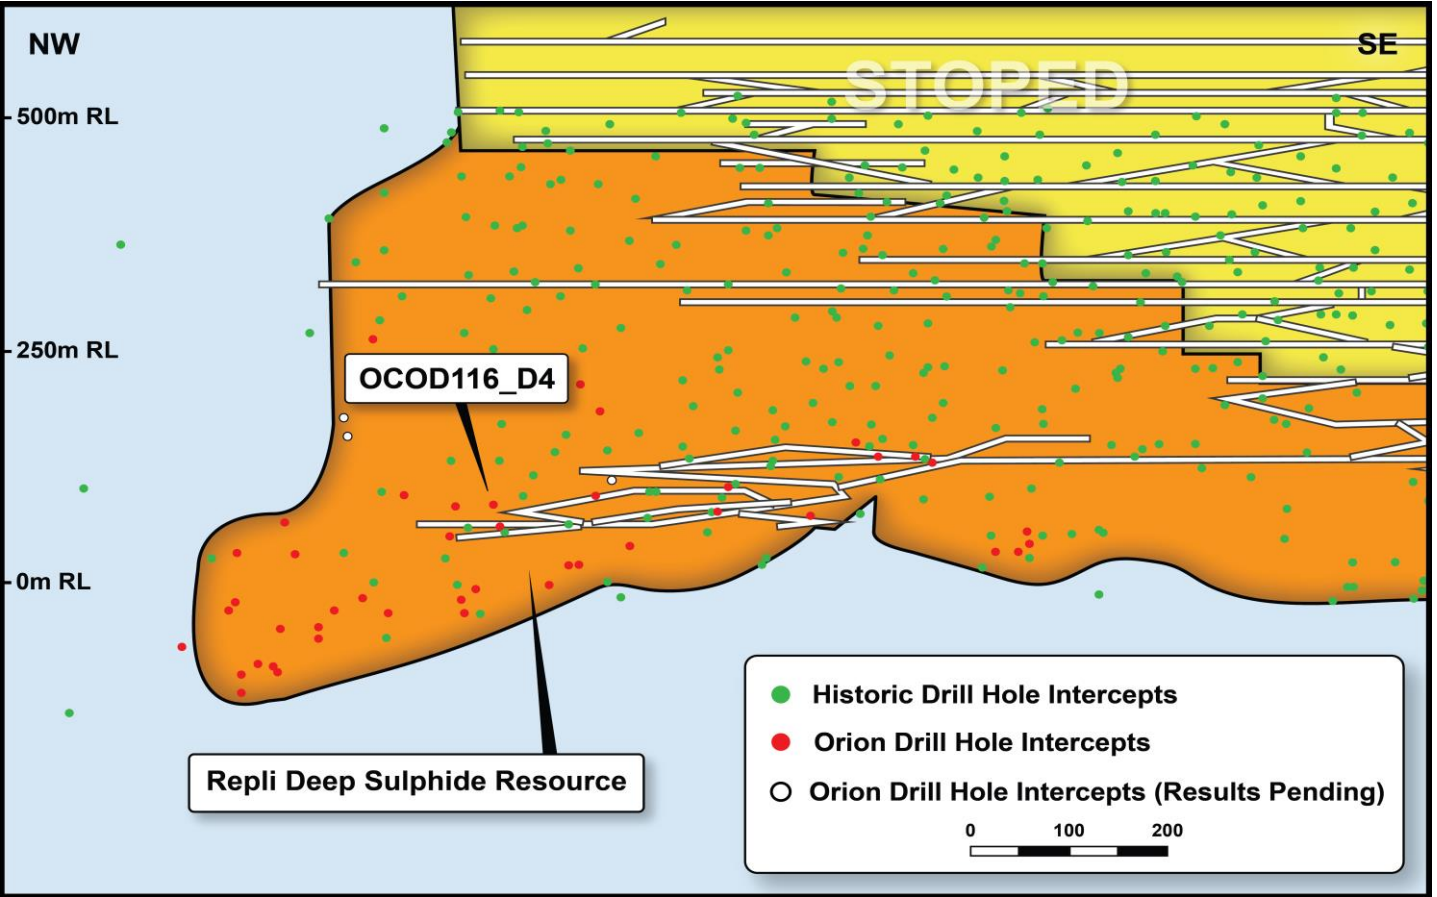 NW
SE
STOPED
500m RL
250m RL
OCOD116_D4
0m RL
Repli Deep Sulphide Resource
Historic Drill Hole Intercepts
Orion Drill Hole Intercepts
Orion Drill Hole Intercepts (Results Pending)
0 100 200